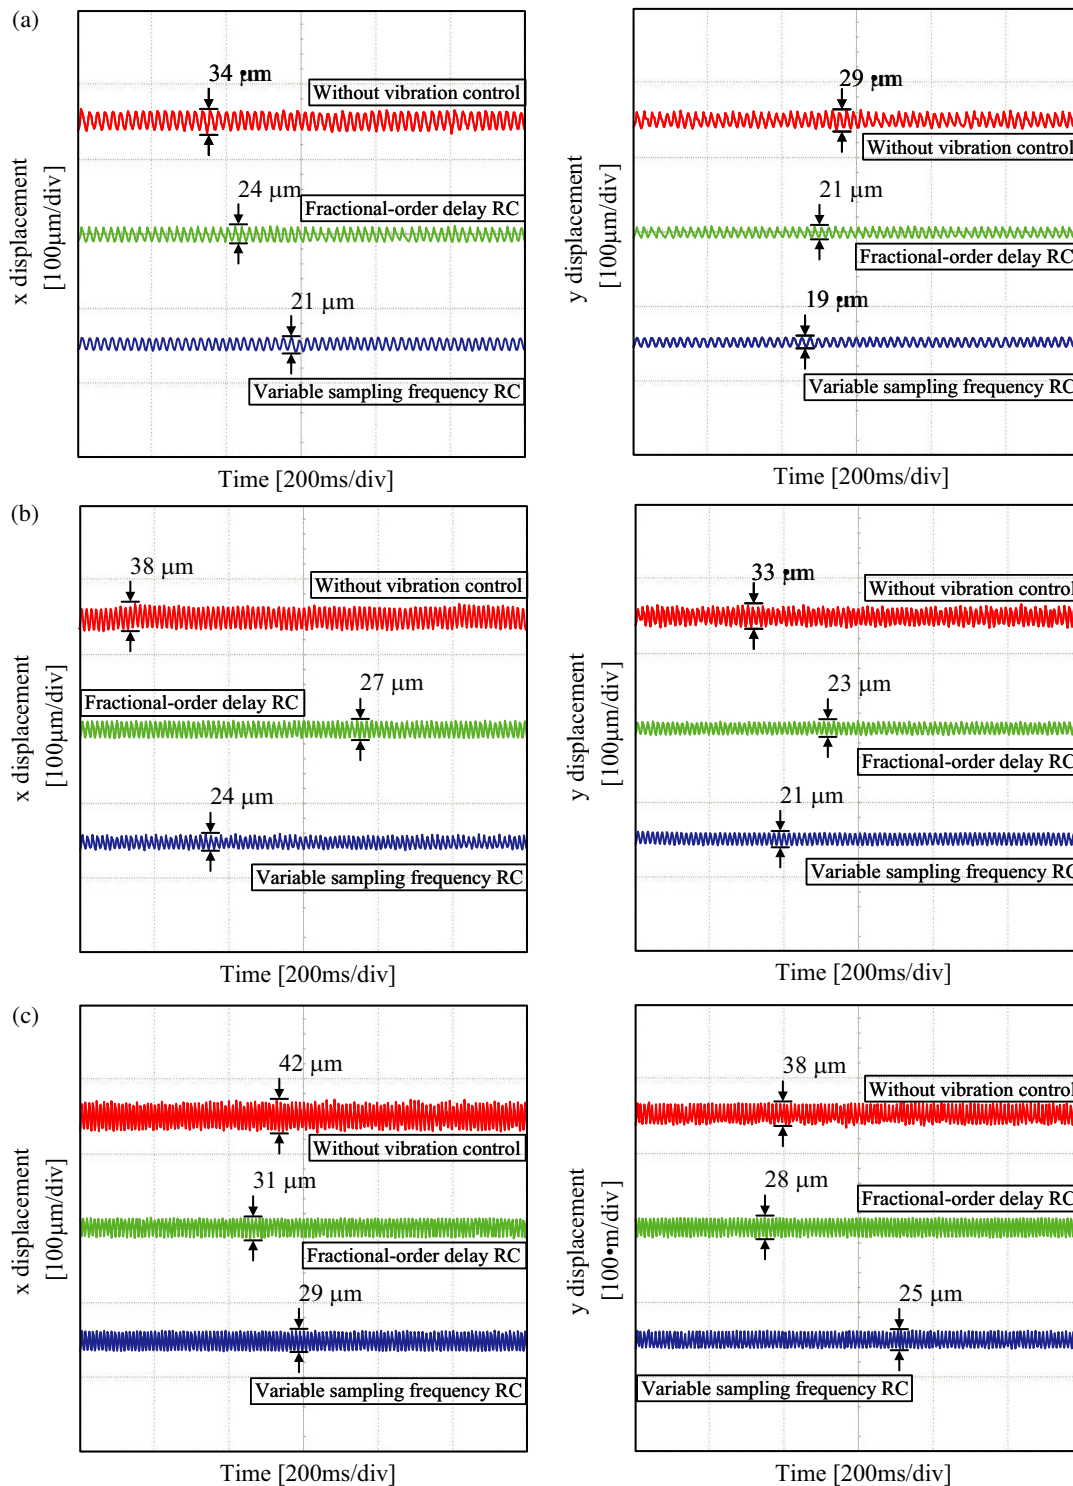 (a)
34 •μm
Without vibration control
24 μm
Fractional-order delay RC
21 μm
Variable sampling frequency RC
x displacement
[100μm/div]
Time [200ms/div]
29 •μm
Without vibration control
21 μm
Fractional-order delay RC
19 •μm
Variable sampling frequency RC
y displacement
[100μm/div]
Time [200ms/div]
(b)
38 μm
Without vibration control
27 μm
Fractional-order delay RC
24 μm
Variable sampling frequency RC
x displacement
[100μm/div]
Time [200ms/div]
33 •μm
Without vibration control
23 μm
Fractional-order delay RC
21 μm
Variable sampling frequency RC
y displacement
[100μm/div]
Time [200ms/div]
(c)
42 μm
Without vibration control
31 μm
Fractional-order delay RC
29 μm
Variable sampling frequency RC
x displacement
[100μm/div]
Time [200ms/div]
38 μm
Without vibration control
28 μm
Fractional-order delay RC
25 μm
Variable sampling frequency RC
y displacement
[100•m/div]
Time [200ms/div]